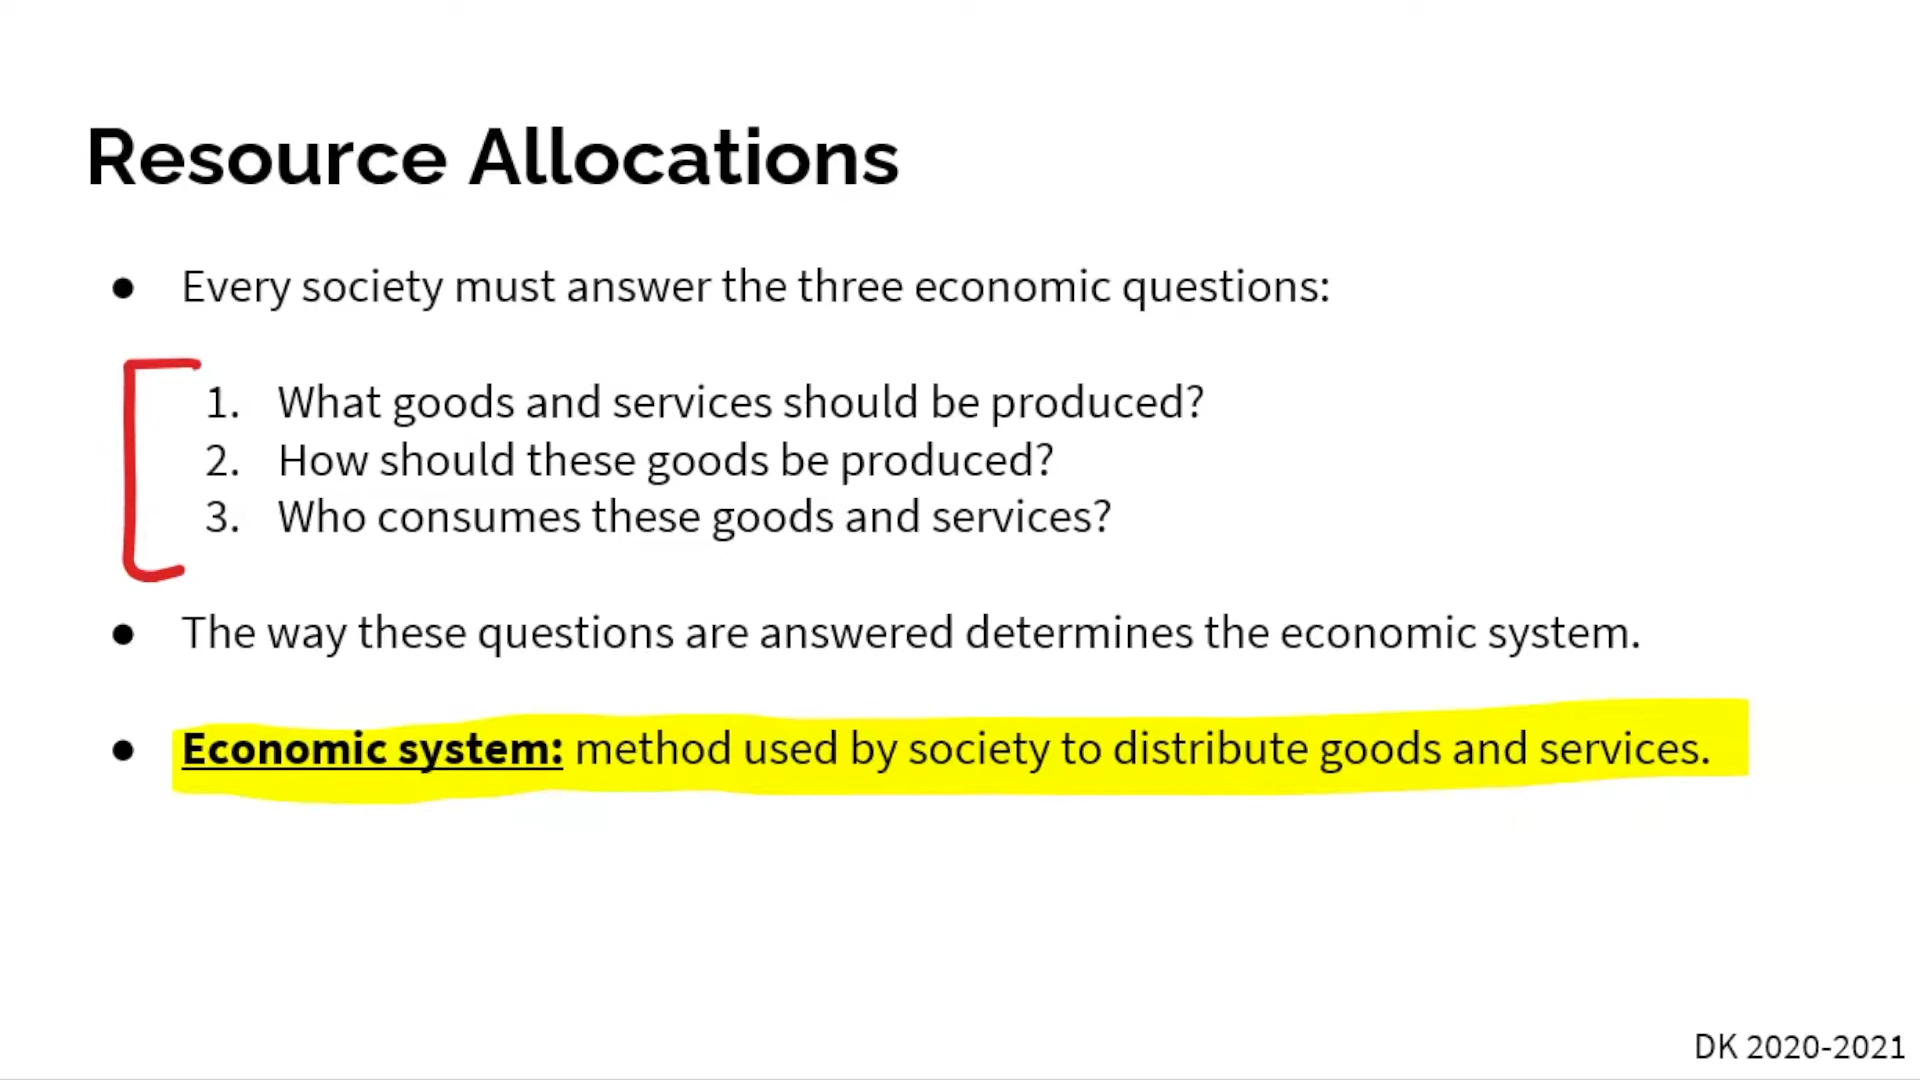 Resource Allocations
● Every society must answer the three economic questions:
1. What goods and services should be produced?
2. How should these goods be produced?
3. Who consumes these goods and services?
● The way these questions are answered determines the economic system.
● Economic system: method used by society to distribute goods and services.
DK 2020-2021